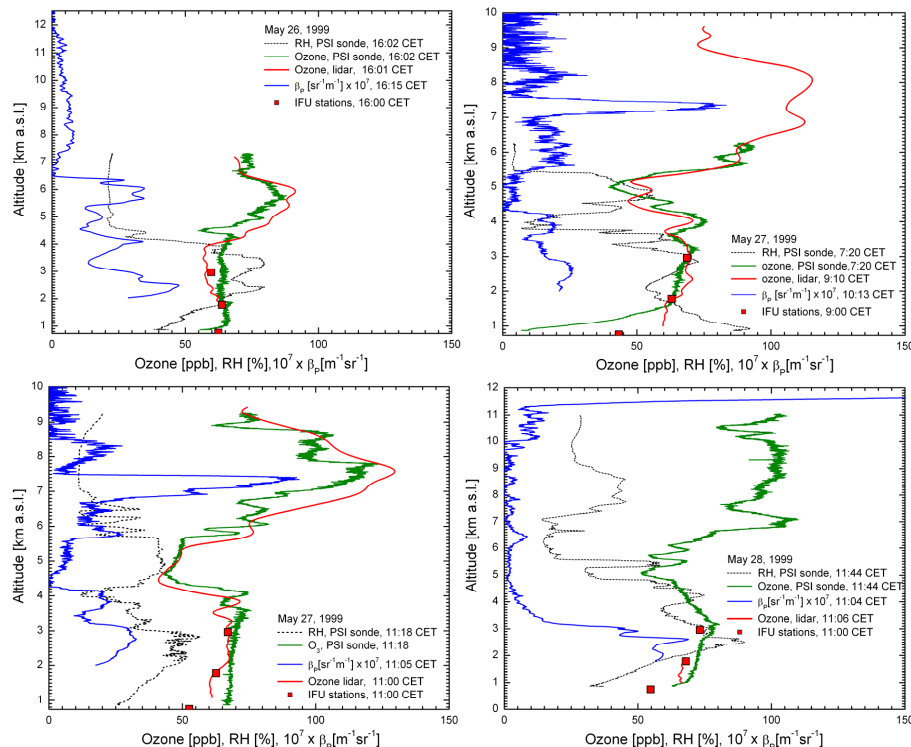 May 26, 1999
RH, PSI sonde, 16:02 CET
Ozone, PSI sonde, 16:02 CET
Ozone, lidar, 16:01 CET
βp [sr⁻¹m⁻¹] x 10⁷, 16:15 CET
IFU stations, 16:00 CET
Altitude [km a.s.l.]
12
11
10
9
8
7
6
5
4
3
2
1
0
50
100
150
Ozone [ppb], RH [%], 10⁷ x βp[m⁻¹sr⁻¹]
May 27, 1999
RH, PSI sonde, 7:20 CET
ozone, PSI sonde,7:20 CET
ozone, lidar, 9:10 CET
βp [sr⁻¹m⁻¹] x 10⁷, 10:13 CET
IFU stations, 9:00 CET
Altitude [km a.s.l.]
10
9
8
7
6
5
4
3
2
1
0
50
100
150
Ozone [ppb], RH [%], 10⁷ x βp[m⁻¹sr⁻¹]
May 27, 1999
RH, PSI sonde, 11:18 CET
O₃, PSI sonde, 11:18
βp[sr⁻¹m⁻¹] x 10⁷, 11:05 CET
Ozone lidar, 11:00 CET
IFU stations, 11:00 CET
Altitude [km a.s.l.]
10
9
8
7
6
5
4
3
2
1
0
50
100
150
Ozone [ppb], RH [%], 10⁷ x βp[m⁻¹sr⁻¹]
May 28, 1999
RH, PSI sonde, 11:44 CET
Ozone, PSI sonde, 11:44 CET
βp[sr⁻¹m⁻¹] x 10⁷, 11:04 CET
Ozone, lidar, 11:06 CET
IFU stations, 11:00 CET
Altitude [km a.s.l.]
12
11
10
9
8
7
6
5
4
3
2
1
0
0
50
100
150
Ozone [ppb], RH [%], 10⁷ x βp[m⁻¹sr⁻¹]